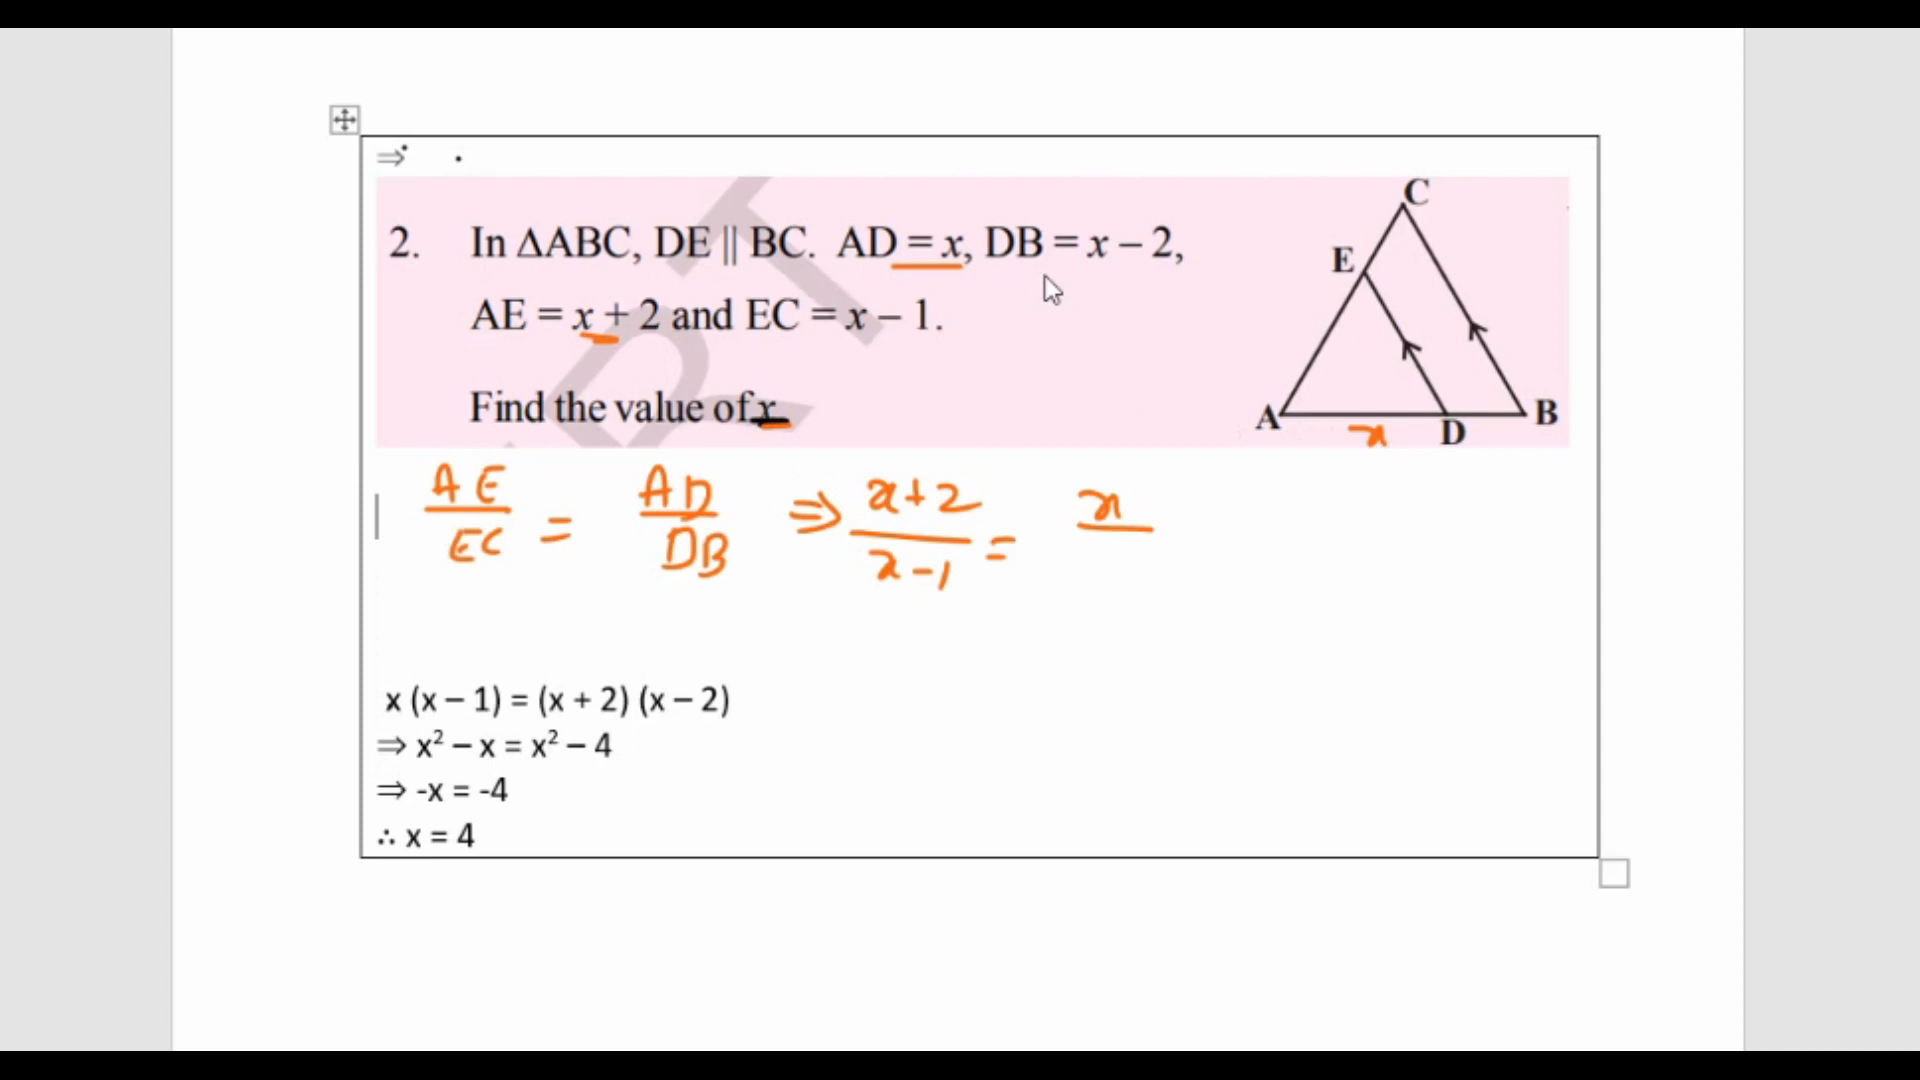 ⇒ .
2. In ΔABC, DE || BC. AD = x, DB = x – 2,
AE = x + 2 and EC = x – 1.
Find the value of x
C
E
A
D
B
x
AE/EC = AD/DB ⇒ x+2/x-1 = x
x (x – 1) = (x + 2) (x – 2)
⇒ x² – x = x² – 4
⇒ -x = -4
∴ x = 4